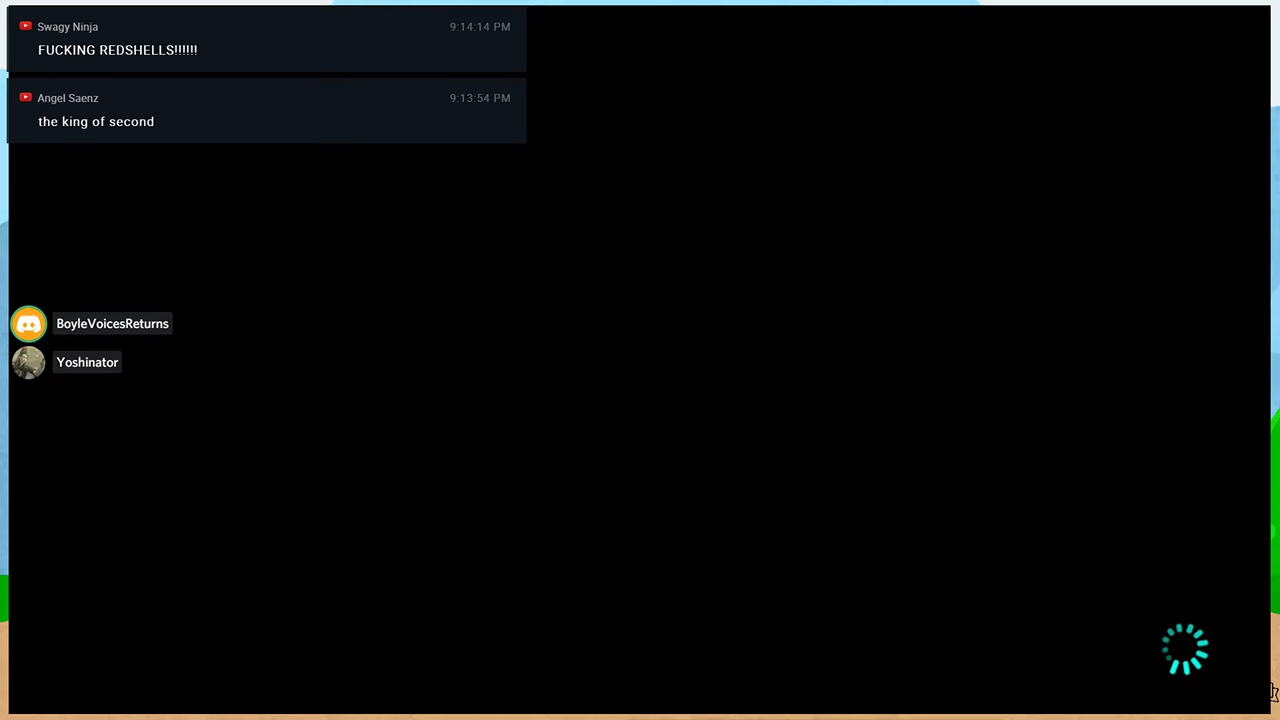 Swagy Ninja 9:14:14 PM
FUCKING REDSHELLS!!!!!!
Angel Saenz 9:13:54 PM
the king of second
BoyleVoicesReturns
Yoshinator